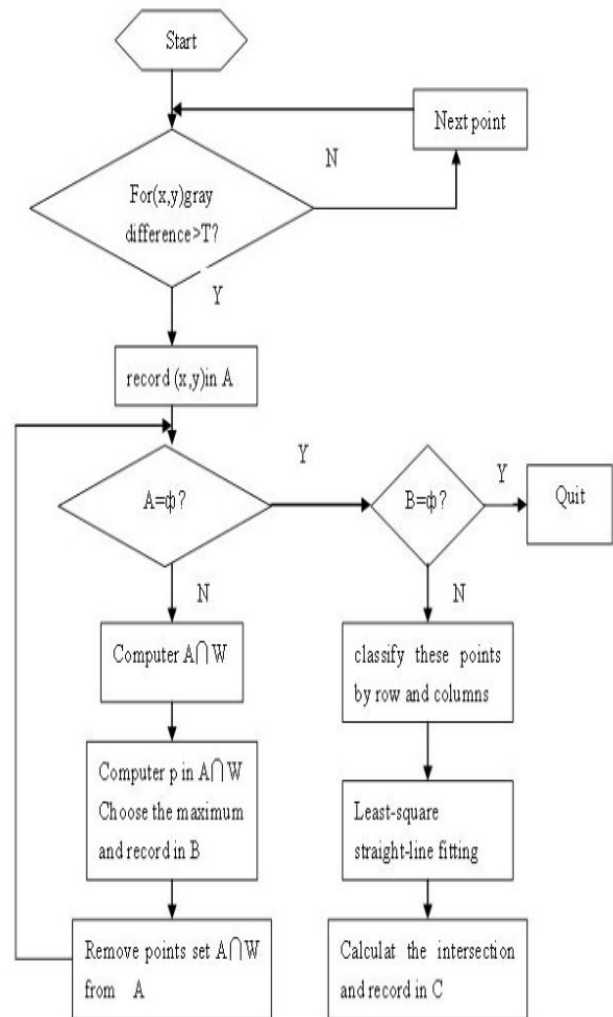 Start
Next point
N
For(x,y)gray
difference>T?
Y
record (x,y)in A
Y
Y
A=ф?
B=ф?
Quit
N
N
Computer A⋂W
classify these points
by row and columns
Computer p in A⋂W
Choose the maximum
and record in B
Least-square
straight-line fitting
Remove points set A⋂W
from A
Calculat the intersection
and record in C